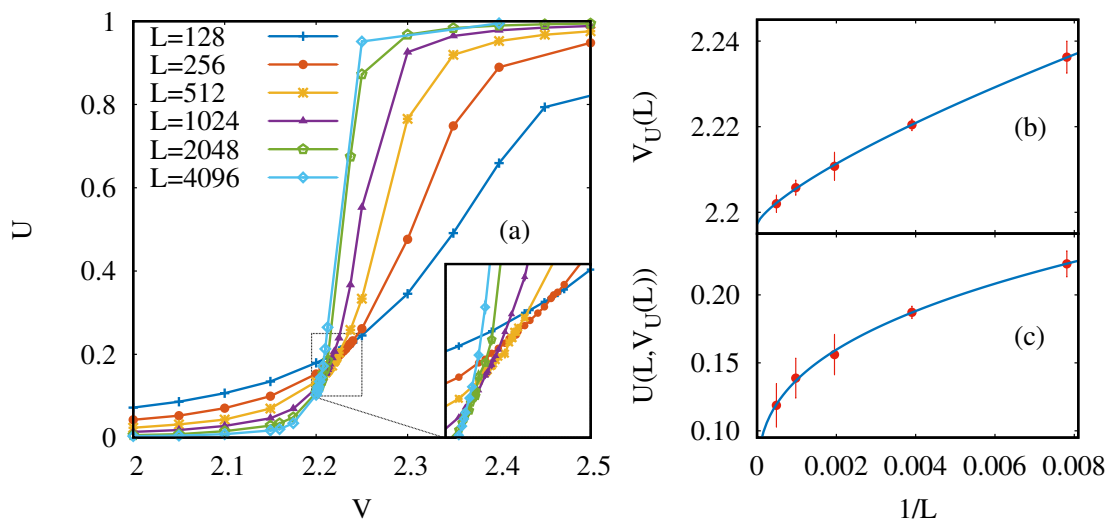 1
0.8
0.6
0.4
0.2
0
U
L=128
L=256
L=512
L=1024
L=2048
L=4096
(a)
2 2.1 2.2 2.3 2.4 2.5
V
2.24
2.22
2.2
V_U(L)
(b)
0.20
0.15
0.10
U(L,V_U(L))
(c)
0 0.002 0.004 0.006 0.008
1/L